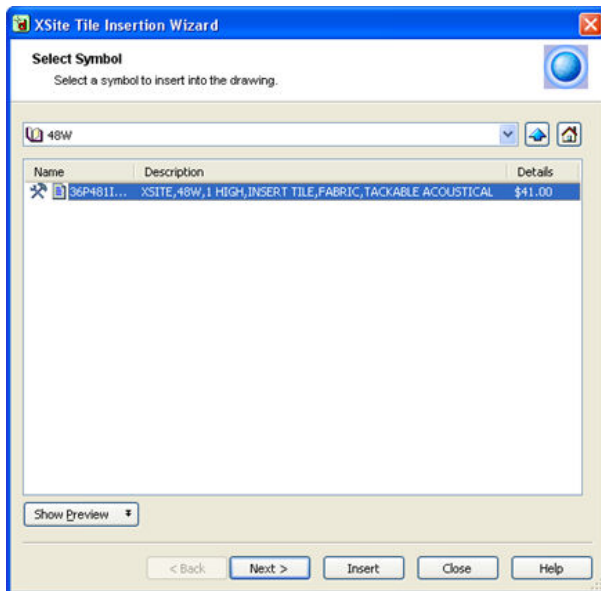 XSite Tile Insertion Wizard
Select Symbol
Select a symbol to insert into the drawing.
48W
Name Description Details
36P481I... XSITE,48W,1 HIGH,INSERT TILE,FABRIC,TACKABLE ACOUSTICAL $41.00
Show Preview
< Back Next > Insert Close Help